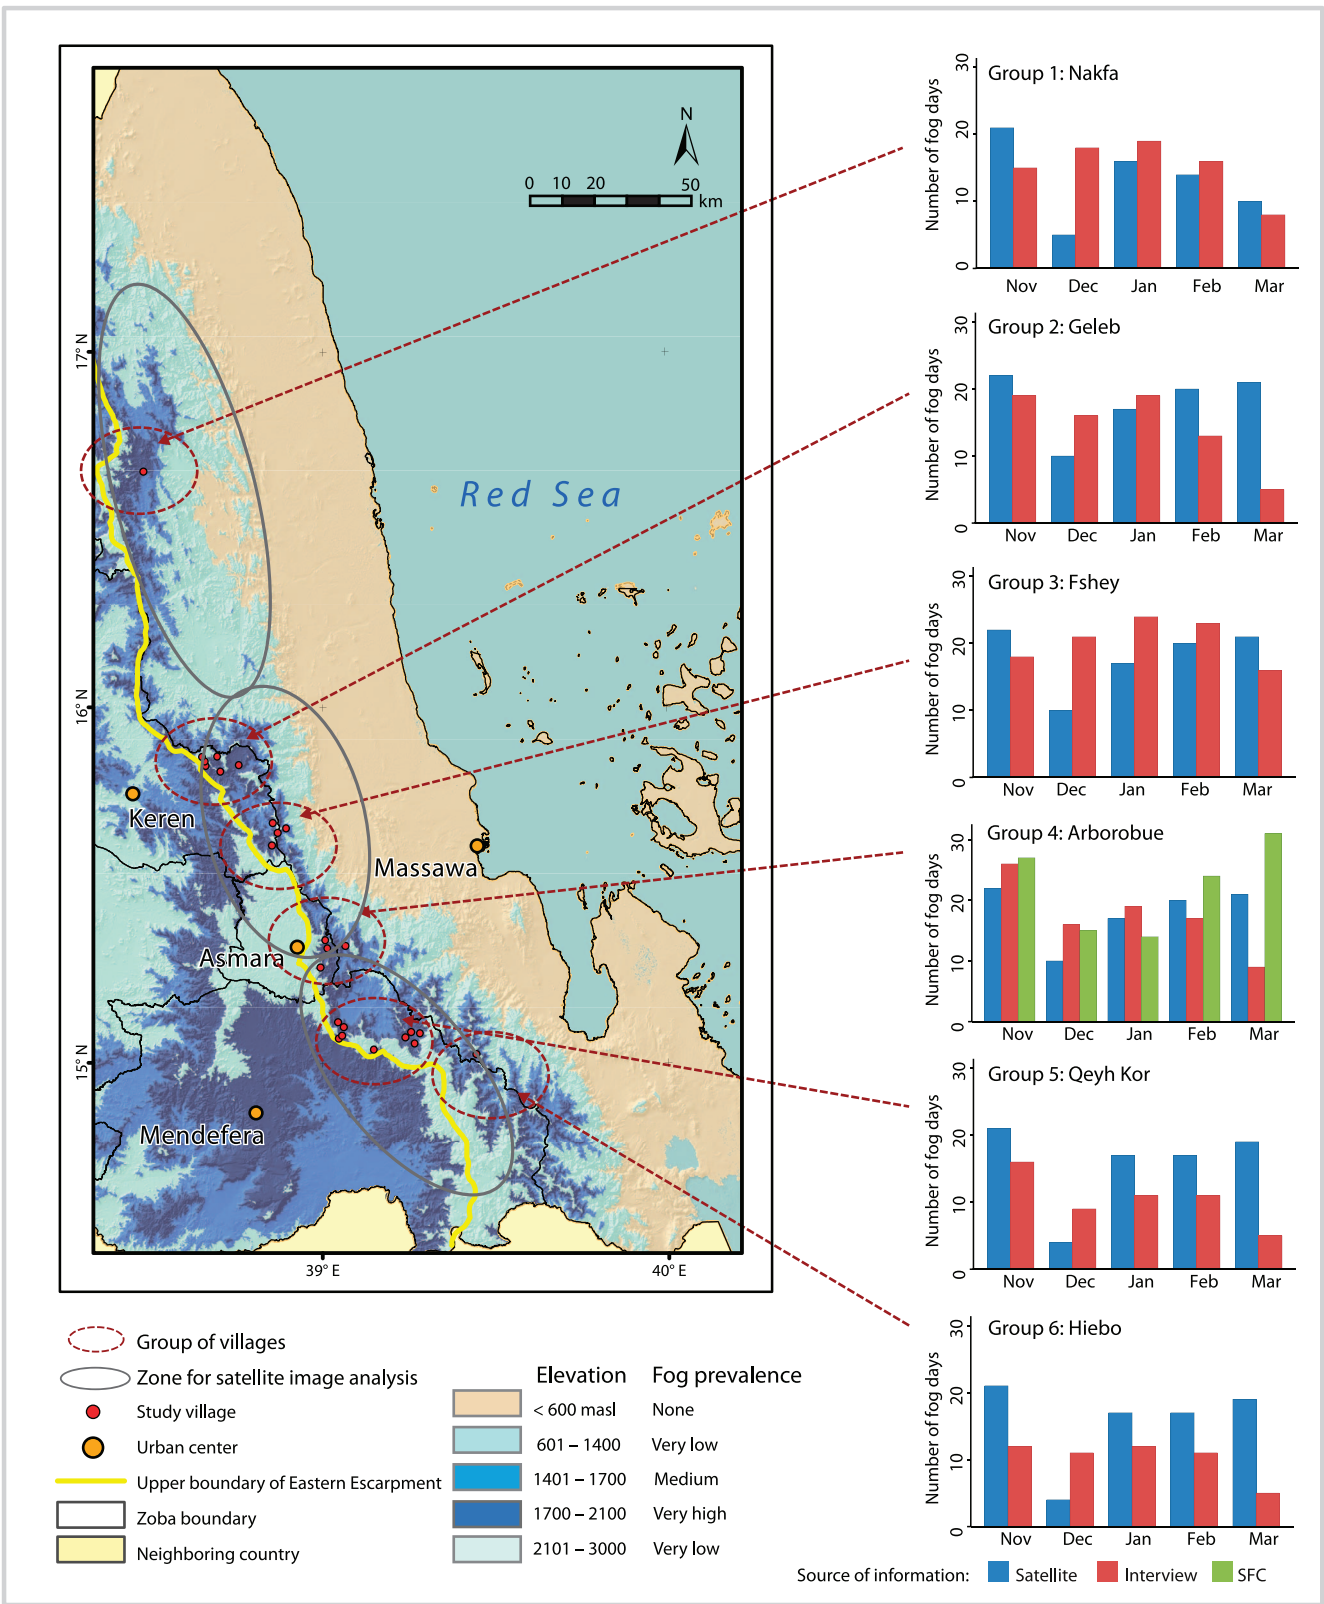 N
0 10 20 50
km
17° N
16° N
15° N
39° E
40° E
Red Sea
Keren
Massawa
Asmara
Mendefera
Group 1: Nakfa
Number of fog days
0 10 20 30
Nov Dec Jan Feb Mar
Group 2: Geleb
Number of fog days
0 10 20 30
Nov Dec Jan Feb Mar
Group 3: Fshey
Number of fog days
0 10 20 30
Nov Dec Jan Feb Mar
Group 4: Arborobue
Number of fog days
0 10 20 30
Nov Dec Jan Feb Mar
Group 5: Qeyh Kor
Number of fog days
0 10 20 30
Nov Dec Jan Feb Mar
Group 6: Hiebo
Number of fog days
0 10 20 30
Nov Dec Jan Feb Mar
Source of information: Satellite Interview SFC
Group of villages
Zone for satellite image analysis
Study village
Urban center
Upper boundary of Eastern Escarpment
Zoba boundary
Neighboring country
Elevation Fog prevalence
< 600 masl None
601 – 1400 Very low
1401 – 1700 Medium
1700 – 2100 Very high
2101 – 3000 Very low